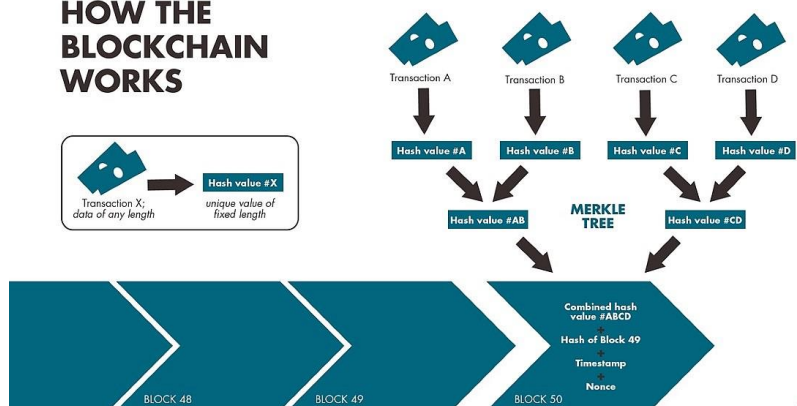 HOW THE
BLOCKCHAIN
WORKS
Transaction A
Transaction B
Transaction C
Transaction D
Hash value #A
Hash value #B
Hash value #C
Hash value #D
Transaction X;
data of any length
Hash value #X
unique value of
fixed length
Hash value #AB
MERKLE
TREE
Hash value #CD
Combined hash
value #ABCD
+
Hash of Block 49
+
Timestamp
+
Nonce
BLOCK 48
BLOCK 49
BLOCK 50